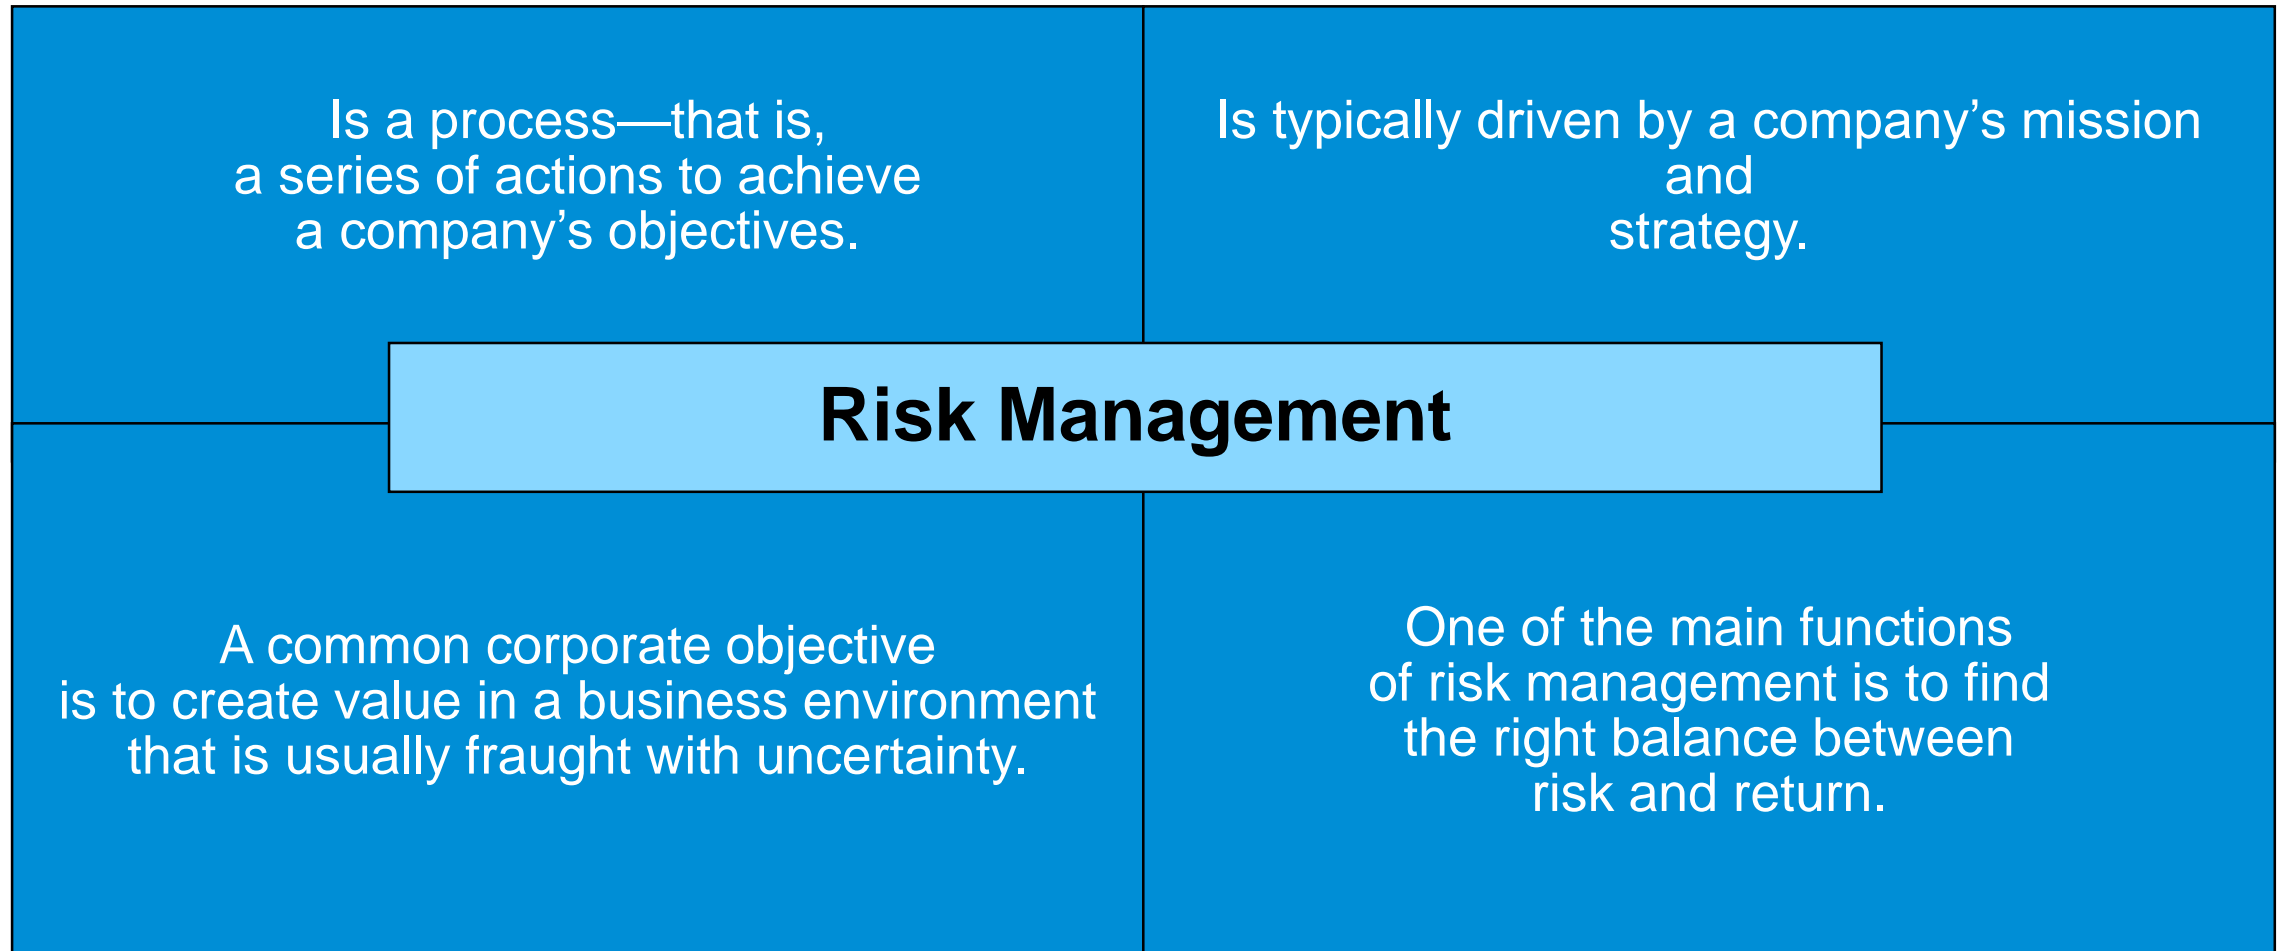 Is a process—that is,
a series of actions to achieve
a company’s objectives.
Is typically driven by a company’s mission
and
strategy.
Risk Management
A common corporate objective
is to create value in a business environment
that is usually fraught with uncertainty.
One of the main functions
of risk management is to find
the right balance between
risk and return.